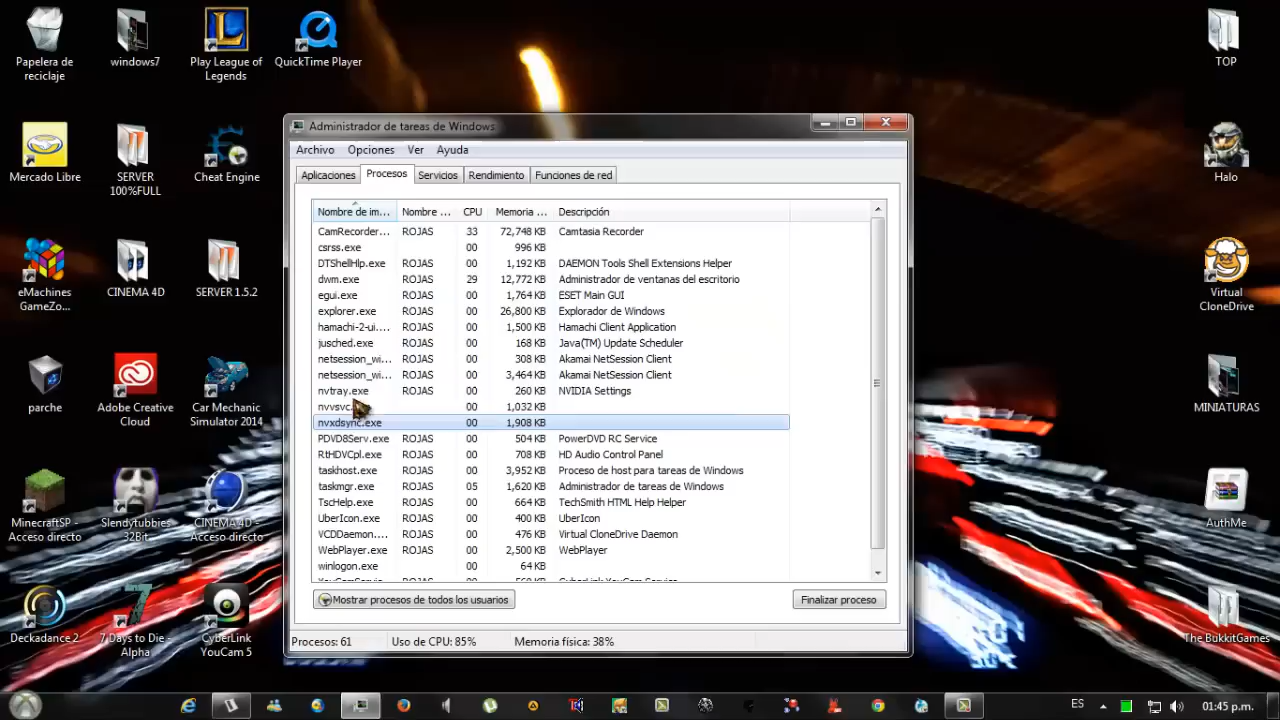 Papelera de
reciclaje
windows7
Play League of
Legends
QuickTime Player
TOP
Mercado Libre
SERVER
100%FULL
Cheat Engine
Halo
eMachines
GameZo...
CINEMA 4D
SERVER 1.5.2
Virtual
CloneDrive
parche
Adobe Creative
Cloud
Car Mechanic
Simulator 2014
MINIATURAS
MinecraftSP -
Acceso directo
Slendytubbies
32Bit
CINEMA 4D -
Acceso directo
AuthMe
Deckadance 2
7 Days to Die -
Alpha
CyberLink
YouCam 5
The BukkitGames
Administrador de tareas de Windows
Archivo Opciones Ver Ayuda
Aplicaciones Procesos Servicios Rendimiento Funciones de red
Nombre de im... Nombre ... CPU Memoria ... Descripción
CamRecorder... ROJAS 33 72,748 KB Camtasia Recorder
csrss.exe 00 996 KB
DTShellHlp.exe ROJAS 00 1,192 KB DAEMON Tools Shell Extensions Helper
dwm.exe ROJAS 29 12,772 KB Administrador de ventanas del escritorio
egui.exe ROJAS 00 1,764 KB ESET Main GUI
explorer.exe ROJAS 00 26,800 KB Explorador de Windows
hamachi-2-ui.... ROJAS 00 1,500 KB Hamachi Client Application
jusched.exe ROJAS 00 1,172 KB Java(TM) Update Scheduler
netsession_wi... ROJAS 00 308 KB Akamai NetSession Client
netsession_wi... ROJAS 00 3,464 KB Akamai NetSession Client
nvtray.exe ROJAS 00 260 KB NVIDIA Settings
nvvsvc. 00 1,032 KB
nvxdsync.exe 00 1,908 KB
PDVD8Serv.exe ROJAS 00 504 KB PowerDVD RC Service
RtHDVCpl.exe ROJAS 00 708 KB HD Audio Control Panel
taskhost.exe ROJAS 00 3,952 KB Proceso de host para tareas de Windows
taskmgr.exe ROJAS 05 1,620 KB Administrador de tareas de Windows
TscHelp.exe ROJAS 00 664 KB TechSmith HTML Help Helper
UberIcon.exe ROJAS 00 400 KB UberIcon
VCDDaemon.... ROJAS 00 476 KB Virtual CloneDrive Daemon
WebPlayer.exe ROJAS 00 2,500 KB WebPlayer
winlogon.exe 00 64 KB
Mostrar procesos de todos los usuarios Finalizar proceso
Procesos: 61 Uso de CPU: 85% Memoria física: 38%
ES 01:45 p.m.